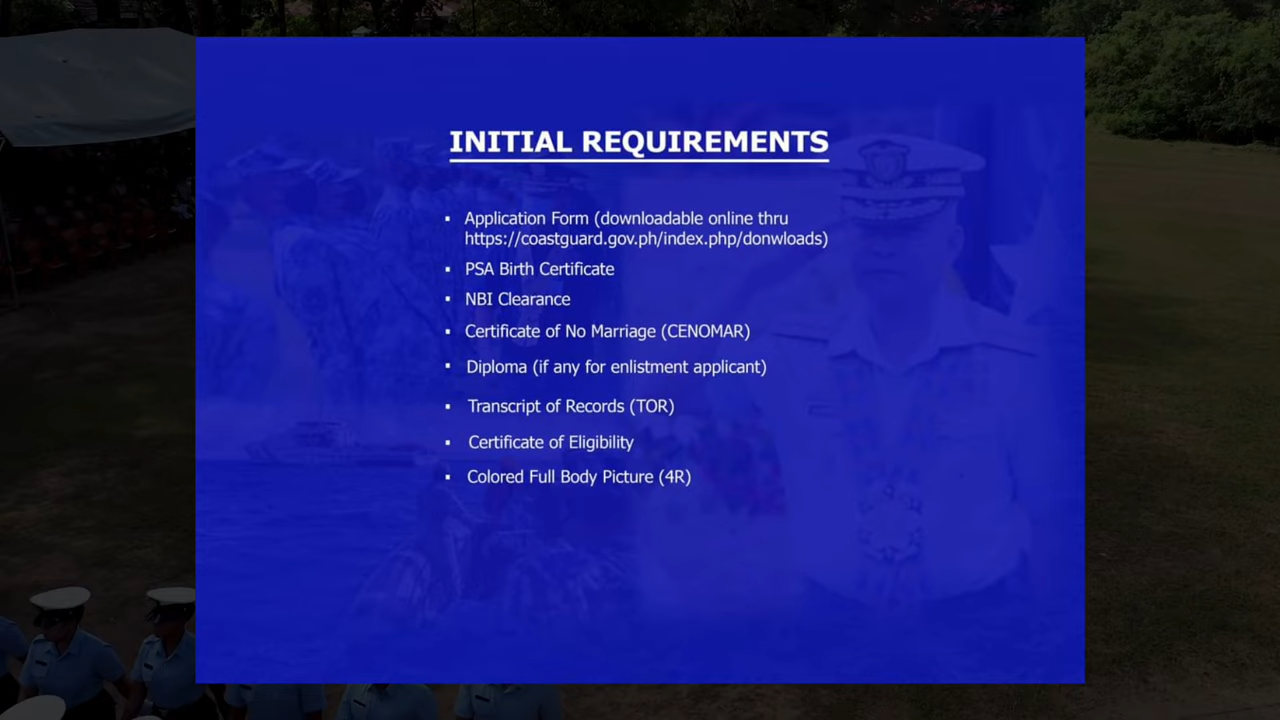 INITIAL REQUIREMENTS
▪ Application Form (downloadable online thru
https://coastguard.gov.ph/index.php/donwloads)
▪ PSA Birth Certificate
▪ NBI Clearance
▪ Certificate of No Marriage (CENOMAR)
▪ Diploma (if any for enlistment applicant)
▪ Transcript of Records (TOR)
▪ Certificate of Eligibility
▪ Colored Full Body Picture (4R)